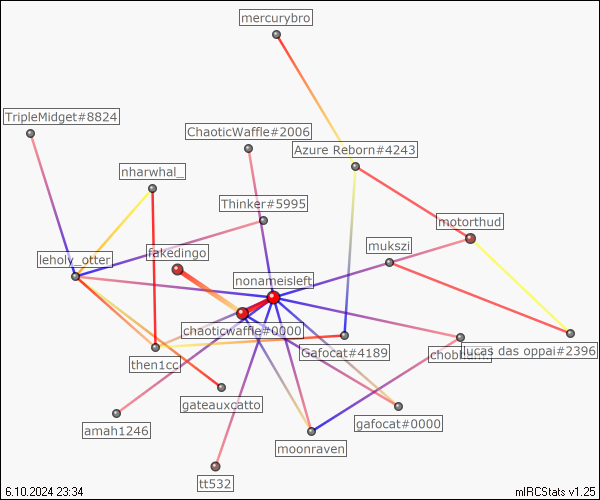 mercurybro
TripleMidget#8824
ChaoticWaffle#2006
Azure Reborn#4243
nharwhal_
Thinker#5995
motorthud
mukszi
fakedingo
leholy_otter
nonameisleft
chaoticwaffle#0000
Gafocat#4189
lucas das oppai#2396
then1cc
gateauxcatto
gafocat#0000
amah1246
moonraven
tt532
6.10.2024 23:34
mIRCStats v1.25